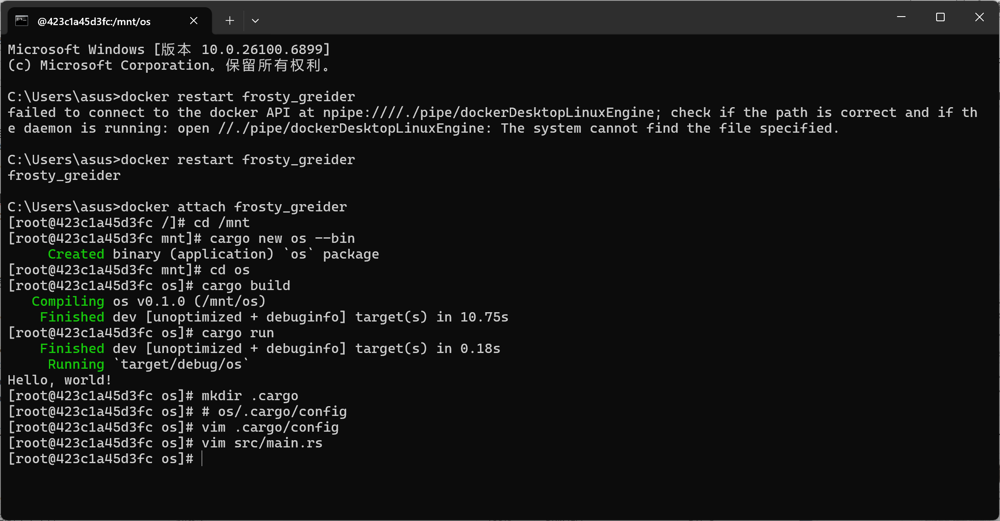 @423c1a45d3fc:/mnt/os
Microsoft Windows [版本 10.0.26100.6899]
(c) Microsoft Corporation。保留所有权利。
C:\Users\asus>docker restart frosty_greider
failed to connect to the docker API at npipe:////./pipe/dockerDesktopLinuxEngine; check if the path is correct and if th
e daemon is running: open //./pipe/dockerDesktopLinuxEngine: The system cannot find the file specified.
C:\Users\asus>docker restart frosty_greider
frosty_greider
C:\Users\asus>docker attach frosty_greider
[root@423c1a45d3fc /]# cd /mnt
[root@423c1a45d3fc mnt]# cargo new os --bin
     Created binary (application) `os` package
[root@423c1a45d3fc mnt]# cd os
[root@423c1a45d3fc os]# cargo build
   Compiling os v0.1.0 (/mnt/os)
    Finished dev [unoptimized + debuginfo] target(s) in 10.75s
[root@423c1a45d3fc os]# cargo run
    Finished dev [unoptimized + debuginfo] target(s) in 0.18s
     Running `target/debug/os`
Hello, world!
[root@423c1a45d3fc os]# mkdir .cargo
[root@423c1a45d3fc os]# # os/.cargo/config
[root@423c1a45d3fc os]# vim .cargo/config
[root@423c1a45d3fc os]# vim src/main.rs
[root@423c1a45d3fc os]#